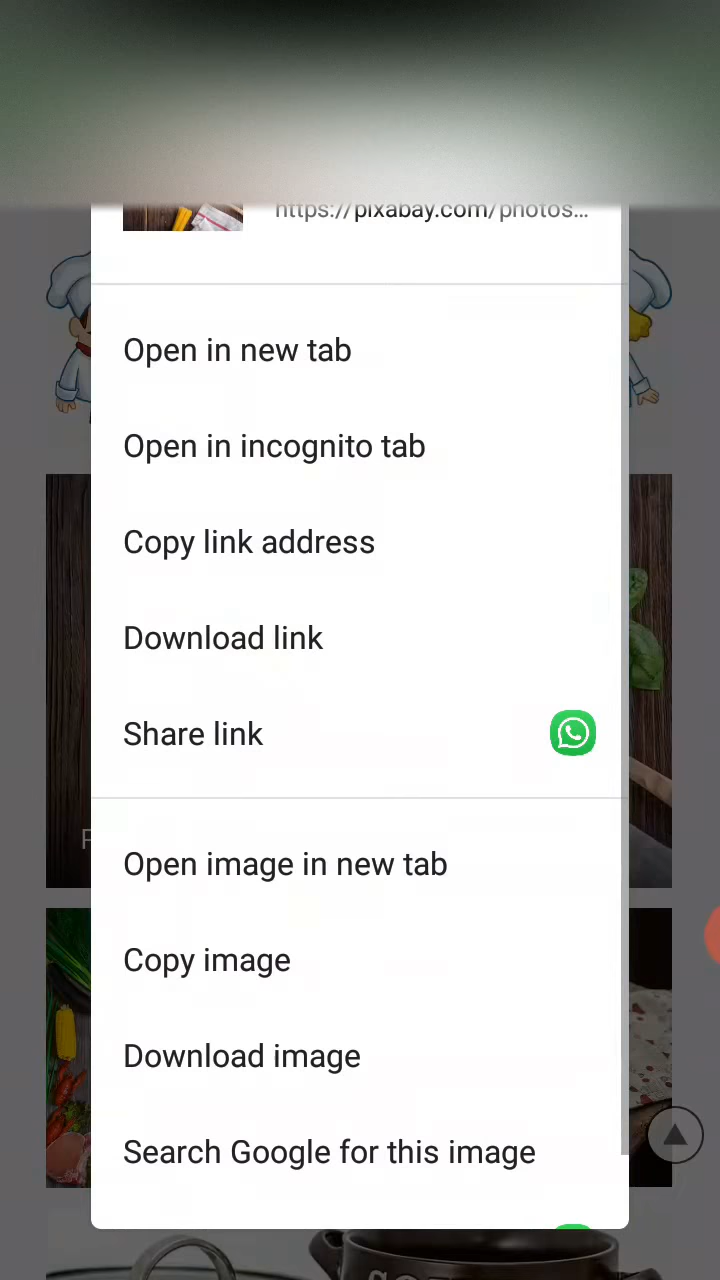 https://pixabay.com/photos...
Open in new tab
Open in incognito tab
Copy link address
Download link
Share link
Open image in new tab
Copy image
Download image
Search Google for this image